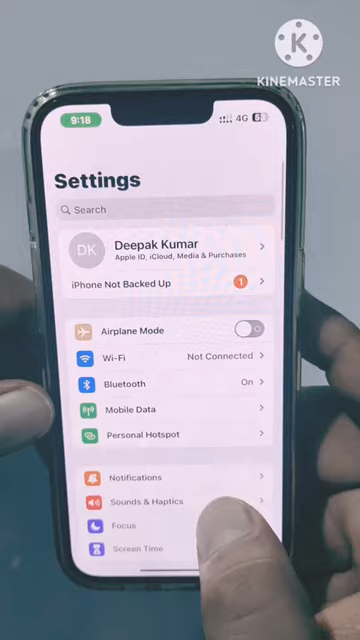 K
KINEMASTER
9:18
4G
Settings
Search
DK
Deepak Kumar
Apple ID, iCloud, Media & Purchases
iPhone Not Backed Up
1
Airplane Mode
Wi-Fi
Not Connected
Bluetooth
On
Mobile Data
Personal Hotspot
Notifications
Sounds & Haptics
Focus
Screen Time